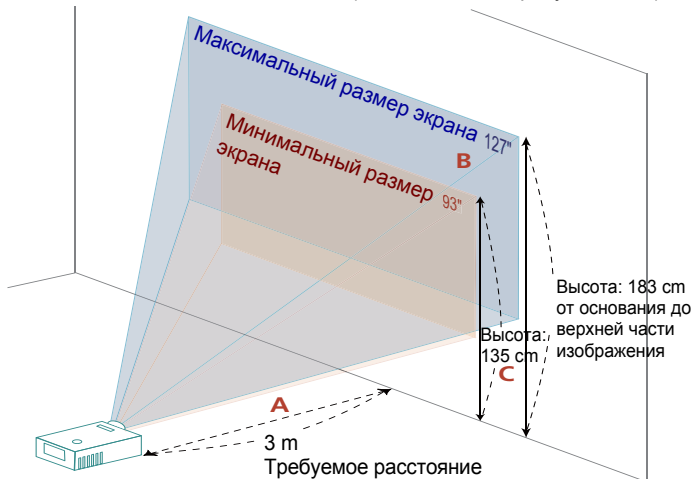 Максимальный размер экрана 127"
B
Минимальный размер 93"
экрана
Высота: 183 cm
от основания до
верхней части
изображения
Высота:
135 cm
C
A
3 m
Требуемое расстояние